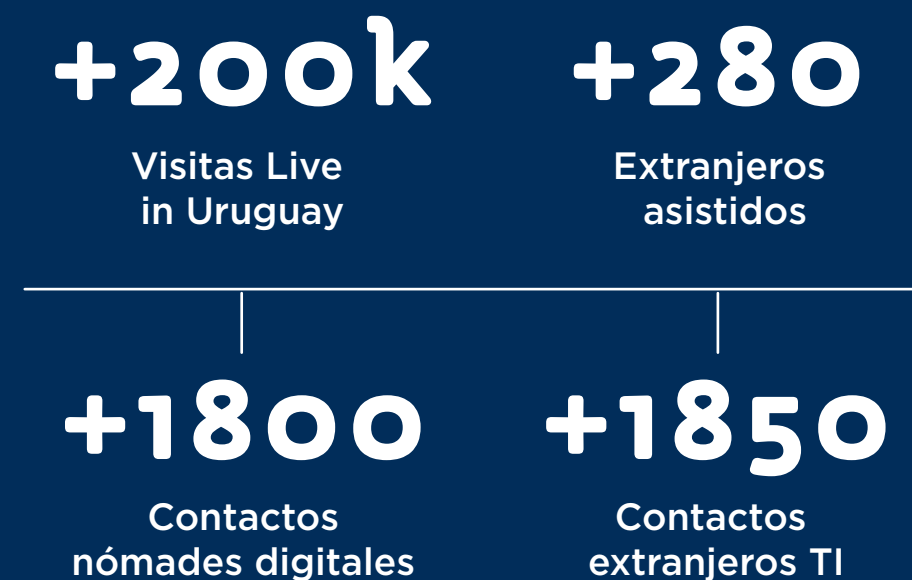 +200k
Visitas Live
in Uruguay
+280
Extranjeros
asistidos
+1800
Contactos
nómades digitales
+1850
Contactos
extranjeros TI